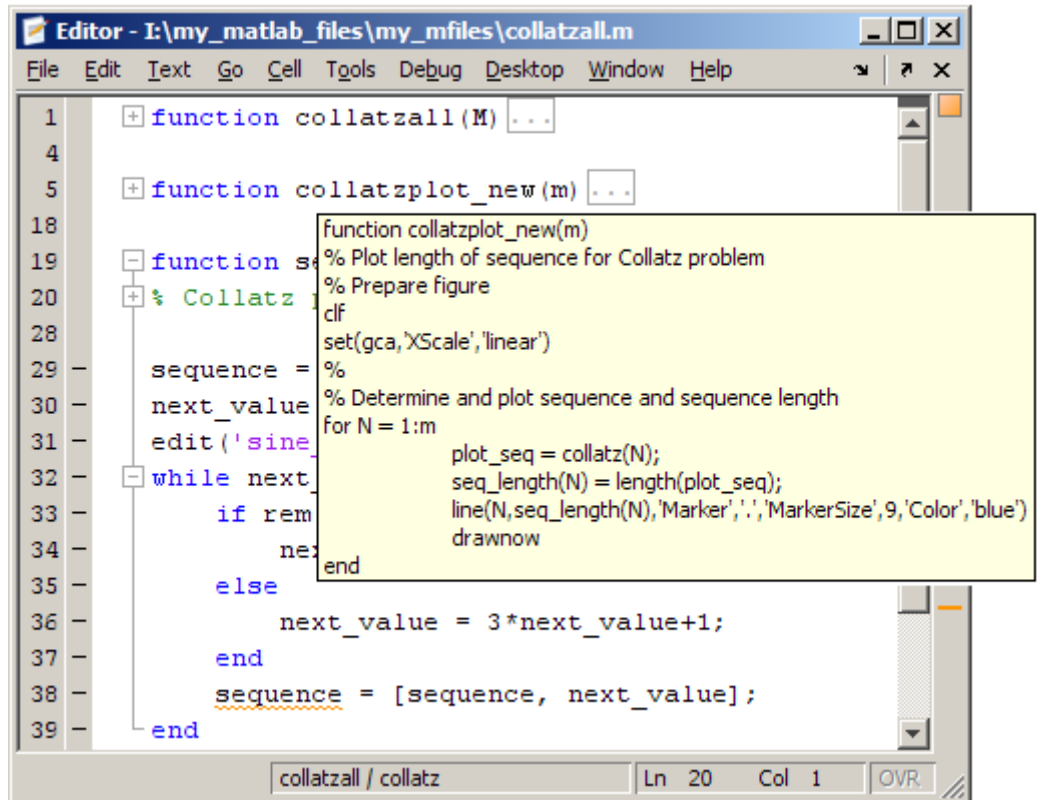 Editor - I:\my_matlab_files\my_mfiles\collatzall.m
File Edit Text Go Cell Tools Debug Desktop Window Help
1 function collatzall(M) ...
4
5 function collatzplot_new(m) ...
18
19 function se
20 % Collatz
28
29 - sequence =
30 - next_value
31 - edit('sine_
32 - while next_
33 - if rem
34 - nex
35 - else
36 - next_value = 3*next_value+1;
37 - end
38 - sequence = [sequence, next_value];
39 - end
function collatzplot_new(m)
% Plot length of sequence for Collatz problem
% Prepare figure
clf
set(gca,'XScale','linear')
%
% Determine and plot sequence and sequence length
for N = 1:m
plot_seq = collatz(N);
seq_length(N) = length(plot_seq);
line(N,seq_length(N),'Marker','.','MarkerSize',9,'Color','blue')
drawnow
end
collatzall / collatz Ln 20 Col 1 OVR